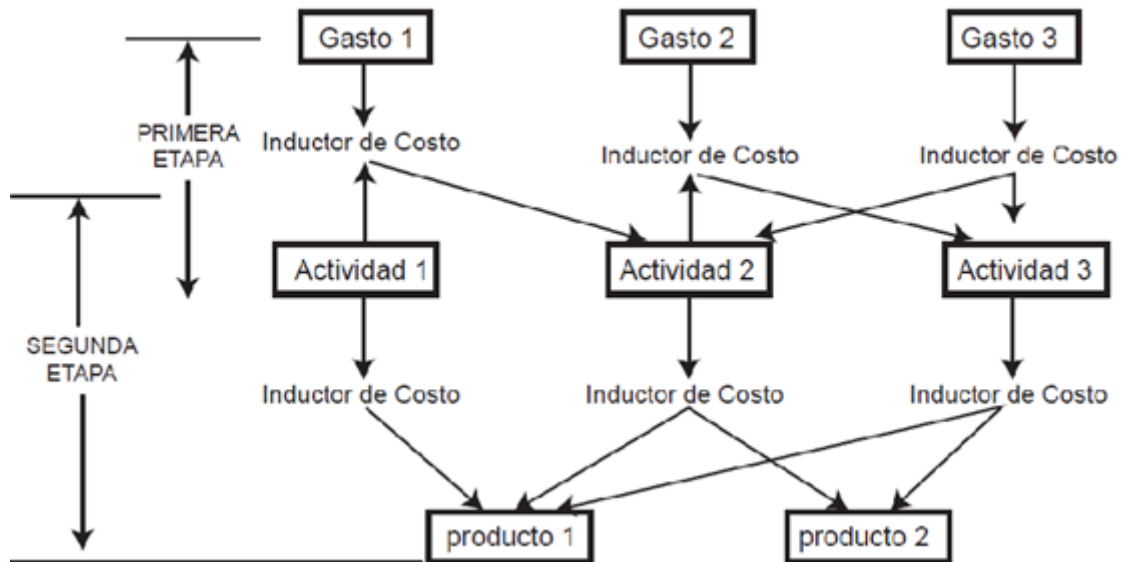 Gasto 1
Gasto 2
Gasto 3
PRIMERA
ETAPA
Inductor de Costo
Inductor de Costo
Inductor de Costo
Actividad 1
Actividad 2
Actividad 3
SEGUNDA
ETAPA
Inductor de Costo
Inductor de Costo
Inductor de Costo
producto 1
producto 2